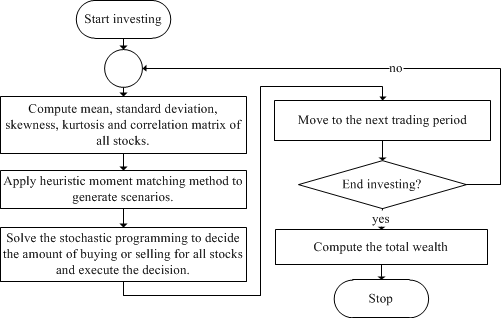 Start investing
Compute mean, standard deviation,
skewness, kurtosis and correlation matrix of
all stocks.
Apply heuristic moment matching method to
generate scenarios.
Solve the stochastic programming to decide
the amount of buying or selling for all stocks
and execute the decision.
no
Move to the next trading period
End investing?
yes
Compute the total wealth
Stop